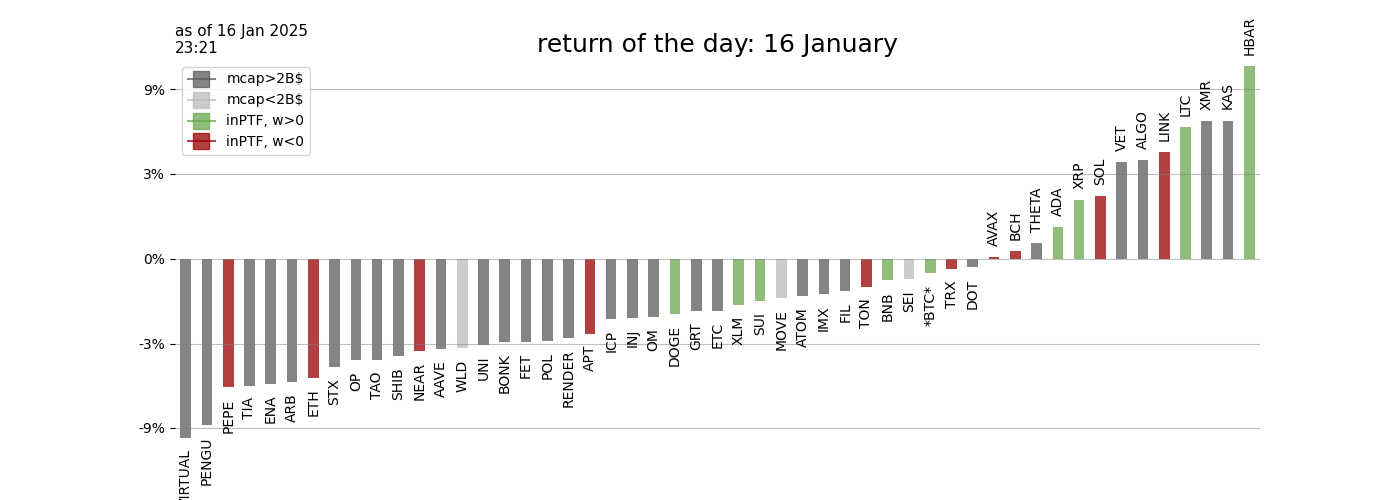 as of 16 Jan 2025
23:21
return of the day: 16 January
mcap>2B$
mcap<2B$
inPTF, w>0
inPTF, w<0
9%
3%
0%
-3%
-9%
VIRTUAL
PENGU
PEPE
TIA
ENA
ARB
ETH
STX
OP
TAO
SHIB
NEAR
AAVE
WLD
UNI
BONK
FET
POL
RENDER
APT
ICP
INJ
OM
DOGE
GRT
ETC
XLM
SUI
MOVE
ATOM
IMX
FIL
TON
BNB
SEI
*BTC*
TRX
DOT
AVAX
BCH
THETA
ADA
XRP
SOL
VET
ALGO
LINK
LTC
XMR
KAS
HBAR